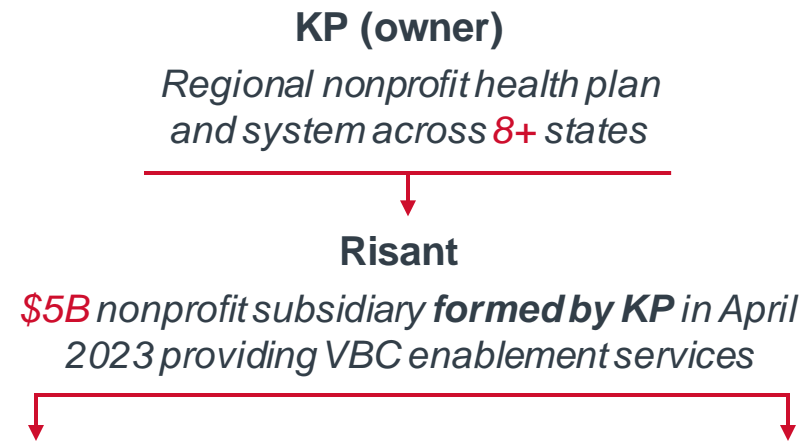 KP (owner)
Regional nonprofit health plan
and system across 8+ states
Risant
$5B nonprofit subsidiary formed by KP in April
2023 providing VBC enablement services